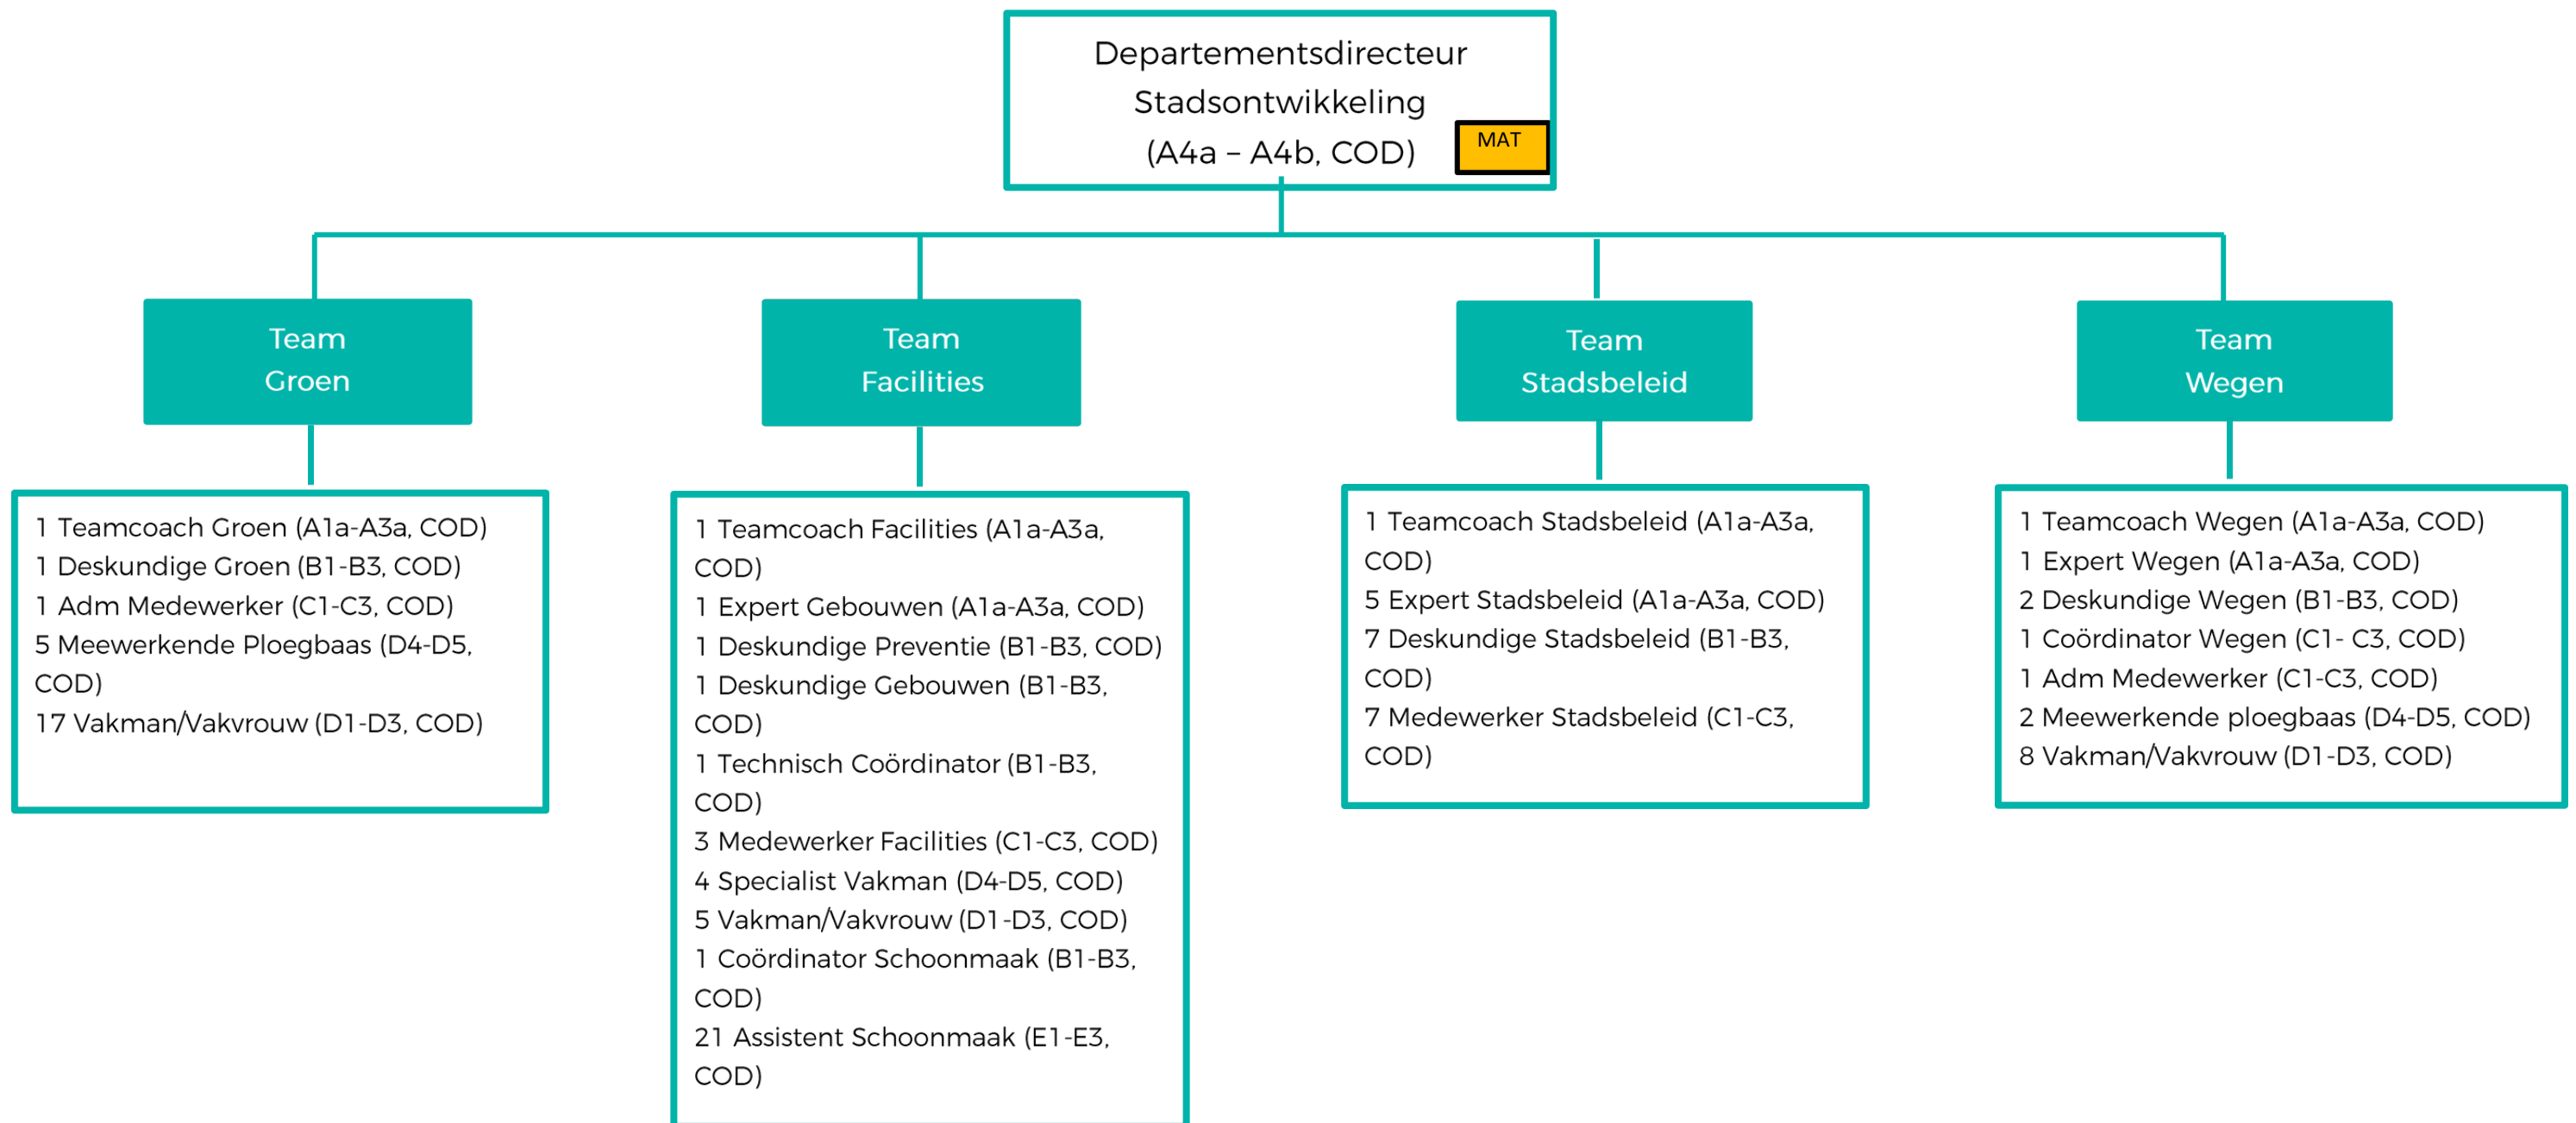 Departementsdirecteur
Stadsontwikkeling
(A4a – A4b, COD)
MAT
Team
Groen
Team
Facilities
Team
Stadsbeleid
Team
Wegen
1 Teamcoach Groen (A1a-A3a, COD)
1 Deskundige Groen (B1-B3, COD)
1 Adm Medewerker (C1-C3, COD)
5 Meewerkende Ploegbaas (D4-D5,
COD)
17 Vakman/Vakvrouw (D1-D3, COD)
1 Teamcoach Facilities (A1a-A3a,
COD)
1 Expert Gebouwen (A1a-A3a, COD)
1 Deskundige Preventie (B1-B3, COD)
1 Deskundige Gebouwen (B1-B3,
COD)
1 Technisch Coördinator (B1-B3,
COD)
3 Medewerker Facilities (C1-C3, COD)
4 Specialist Vakman (D4-D5, COD)
5 Vakman/Vakvrouw (D1-D3, COD)
1 Coördinator Schoonmaak (B1-B3,
COD)
21 Assistent Schoonmaak (E1-E3,
COD)
1 Teamcoach Stadsbeleid (A1a-A3a,
COD)
5 Expert Stadsbeleid (A1a-A3a, COD)
7 Deskundige Stadsbeleid (B1-B3,
COD)
7 Medewerker Stadsbeleid (C1-C3,
COD)
1 Teamcoach Wegen (A1a-A3a, COD)
1 Expert Wegen (A1a-A3a, COD)
2 Deskundige Wegen (B1-B3, COD)
1 Coördinator Wegen (C1- C3, COD)
1 Adm Medewerker (C1-C3, COD)
2 Meewerkende ploegbaas (D4-D5, COD)
8 Vakman/Vakvrouw (D1-D3, COD)